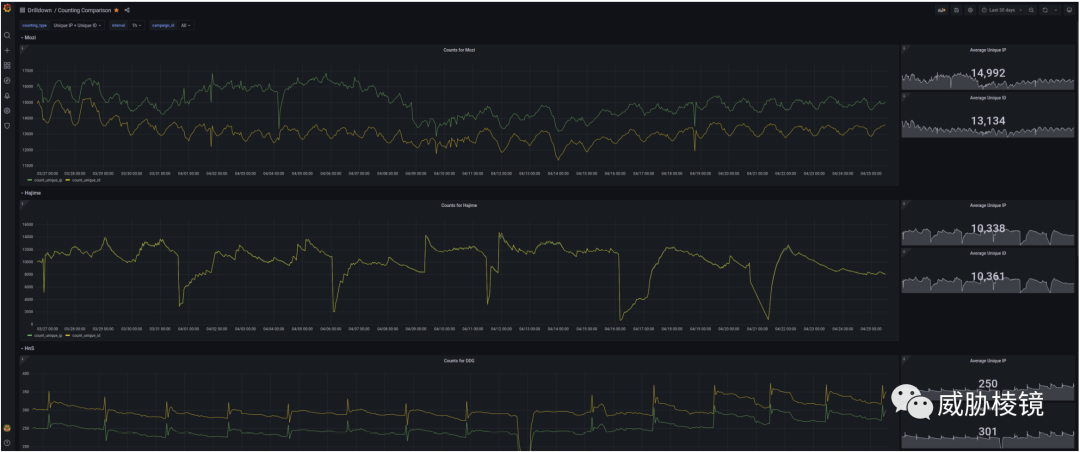 Drilldown / Counting Comparison
Last 30 days
counting_type Unique IP + Unique ID interval 1h campaign_id All
Mozi
Counts for Mozi
17000
16000
15000
14000
13000
12000
11000
03/27 00:00 03/28 00:00 03/29 00:00 03/30 00:00 03/31 00:00 04/01 00:00 04/02 00:00 04/03 00:00 04/04 00:00 04/05 00:00 04/06 00:00 04/07 00:00 04/08 00:00 04/09 00:00 04/10 00:00 04/11 00:00 04/12 00:00 04/13 00:00 04/14 00:00 04/15 00:00 04/16 00:00 04/17 00:00 04/18 00:00 04/19 00:00 04/20 00:00 04/21 00:00 04/22 00:00 04/23 00:00 04/24 00:00 04/25 00:00
count_unique_ip count_unique_id
Average Unique IP
14,992
Average Unique ID
13,134
Hajime
Counts for Hajime
14000
12000
10000
8000
6000
4000
2000
0
03/27 00:00 03/28 00:00 03/29 00:00 03/30 00:00 03/31 00:00 04/01 00:00 04/02 00:00 04/03 00:00 04/04 00:00 04/05 00:00 04/06 00:00 04/07 00:00 04/08 00:00 04/09 00:00 04/10 00:00 04/11 00:00 04/12 00:00 04/13 00:00 04/14 00:00 04/15 00:00 04/16 00:00 04/17 00:00 04/18 00:00 04/19 00:00 04/20 00:00 04/21 00:00 04/22 00:00 04/23 00:00 04/24 00:00 04/25 00:00
count_unique_ip count_unique_id
Average Unique IP
10,338
Average Unique ID
10,361
HnS
Counts for DDG
400
350
300
250
200
Average Unique IP
250
301
威胁棱镜